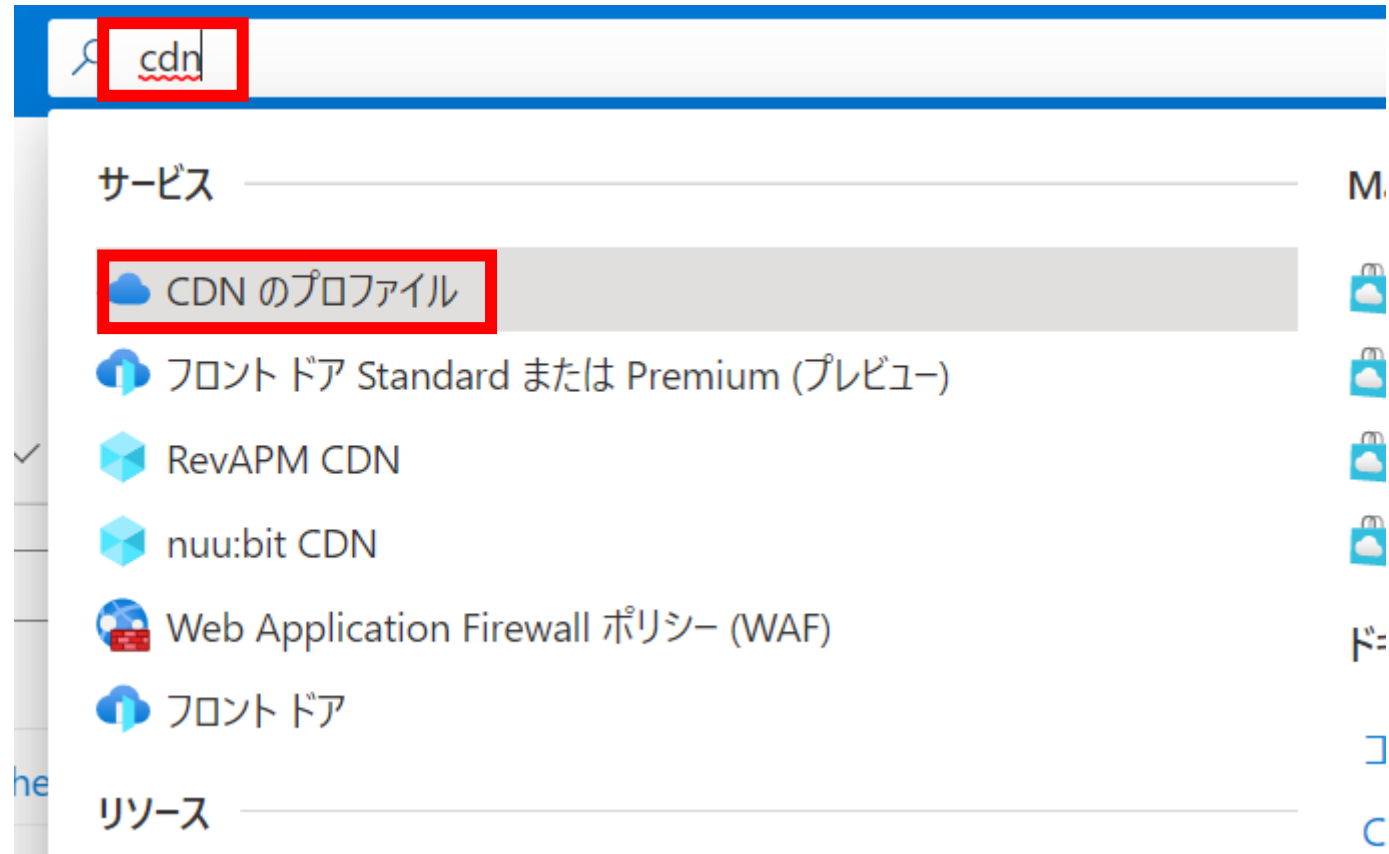 cdn
サービス
CDN のプロファイル
フロント ドア Standard または Premium (プレビュー)
RevAPM CDN
nuu:bit CDN
Web Application Firewall ポリシー (WAF)
フロント ドア
リソース